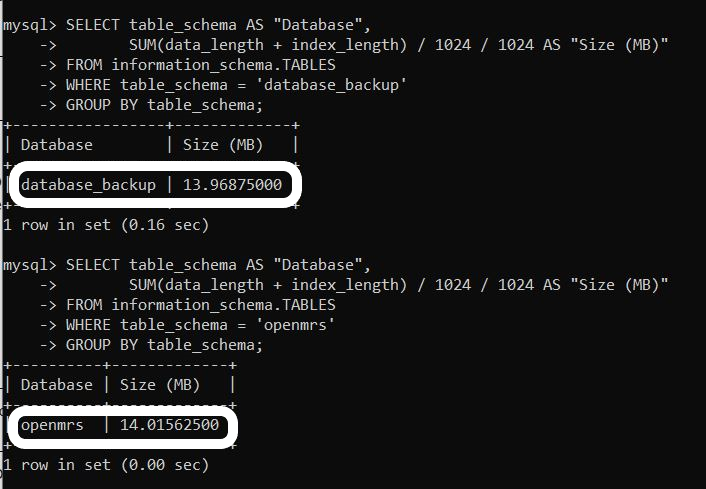 mysql> SELECT table_schema AS "Database",
    ->        SUM(data_length + index_length) / 1024 / 1024 AS "Size (MB)"
    -> FROM information_schema.TABLES
    -> WHERE table_schema = 'database_backup'
    -> GROUP BY table_schema;
+-----------------+-------------+
| Database        | Size (MB)   |
+-----------------+-------------+
| database_backup | 13.96875000 |
+-----------------+-------------+
1 row in set (0.16 sec)

mysql> SELECT table_schema AS "Database",
    ->        SUM(data_length + index_length) / 1024 / 1024 AS "Size (MB)"
    -> FROM information_schema.TABLES
    -> WHERE table_schema = 'openmrs'
    -> GROUP BY table_schema;
+----------+-------------+
| Database | Size (MB)   |
+----------+-------------+
| openmrs  | 14.01562500 |
+----------+-------------+
1 row in set (0.00 sec)